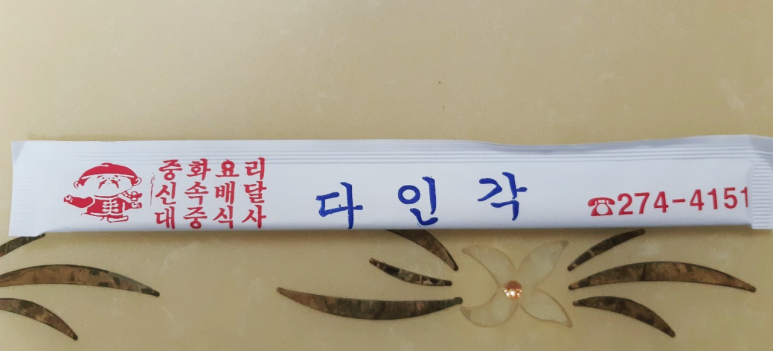 중화요리
신속배달
대중식사
다인각
☎274-4151